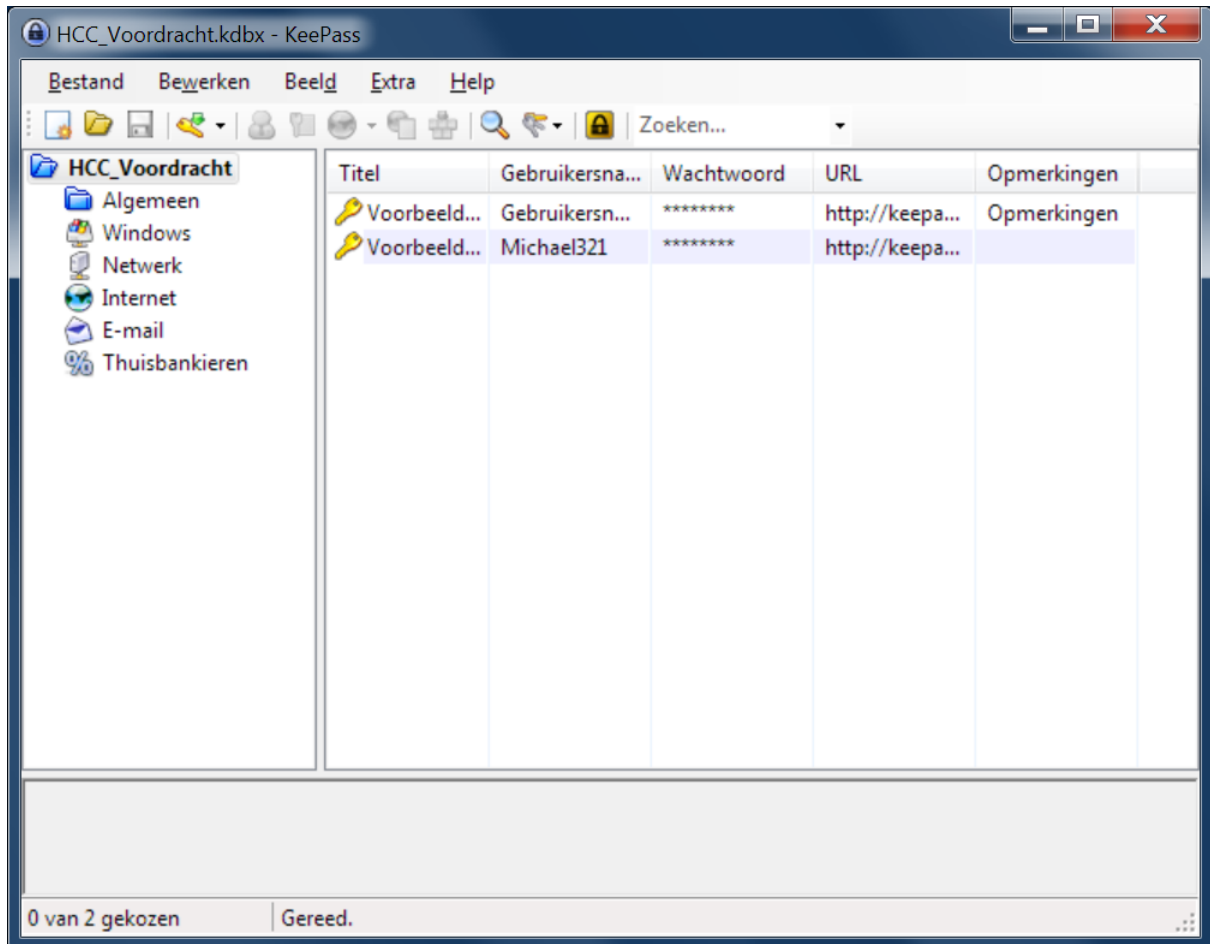 HCC_Voordracht.kdbx - KeePass
Bestand Bewerken Beeld Extra Help
Zoeken...
HCC_Voordracht
Algemeen
Windows
Netwerk
Internet
E-mail
Thuisbankieren
Titel Gebruikersna... Wachtwoord URL Opmerkingen
Voorbeeld... Gebruikersn... ******** http://keepa... Opmerkingen
Voorbeeld... Michael321 ******** http://keepa...
0 van 2 gekozen Gereed.